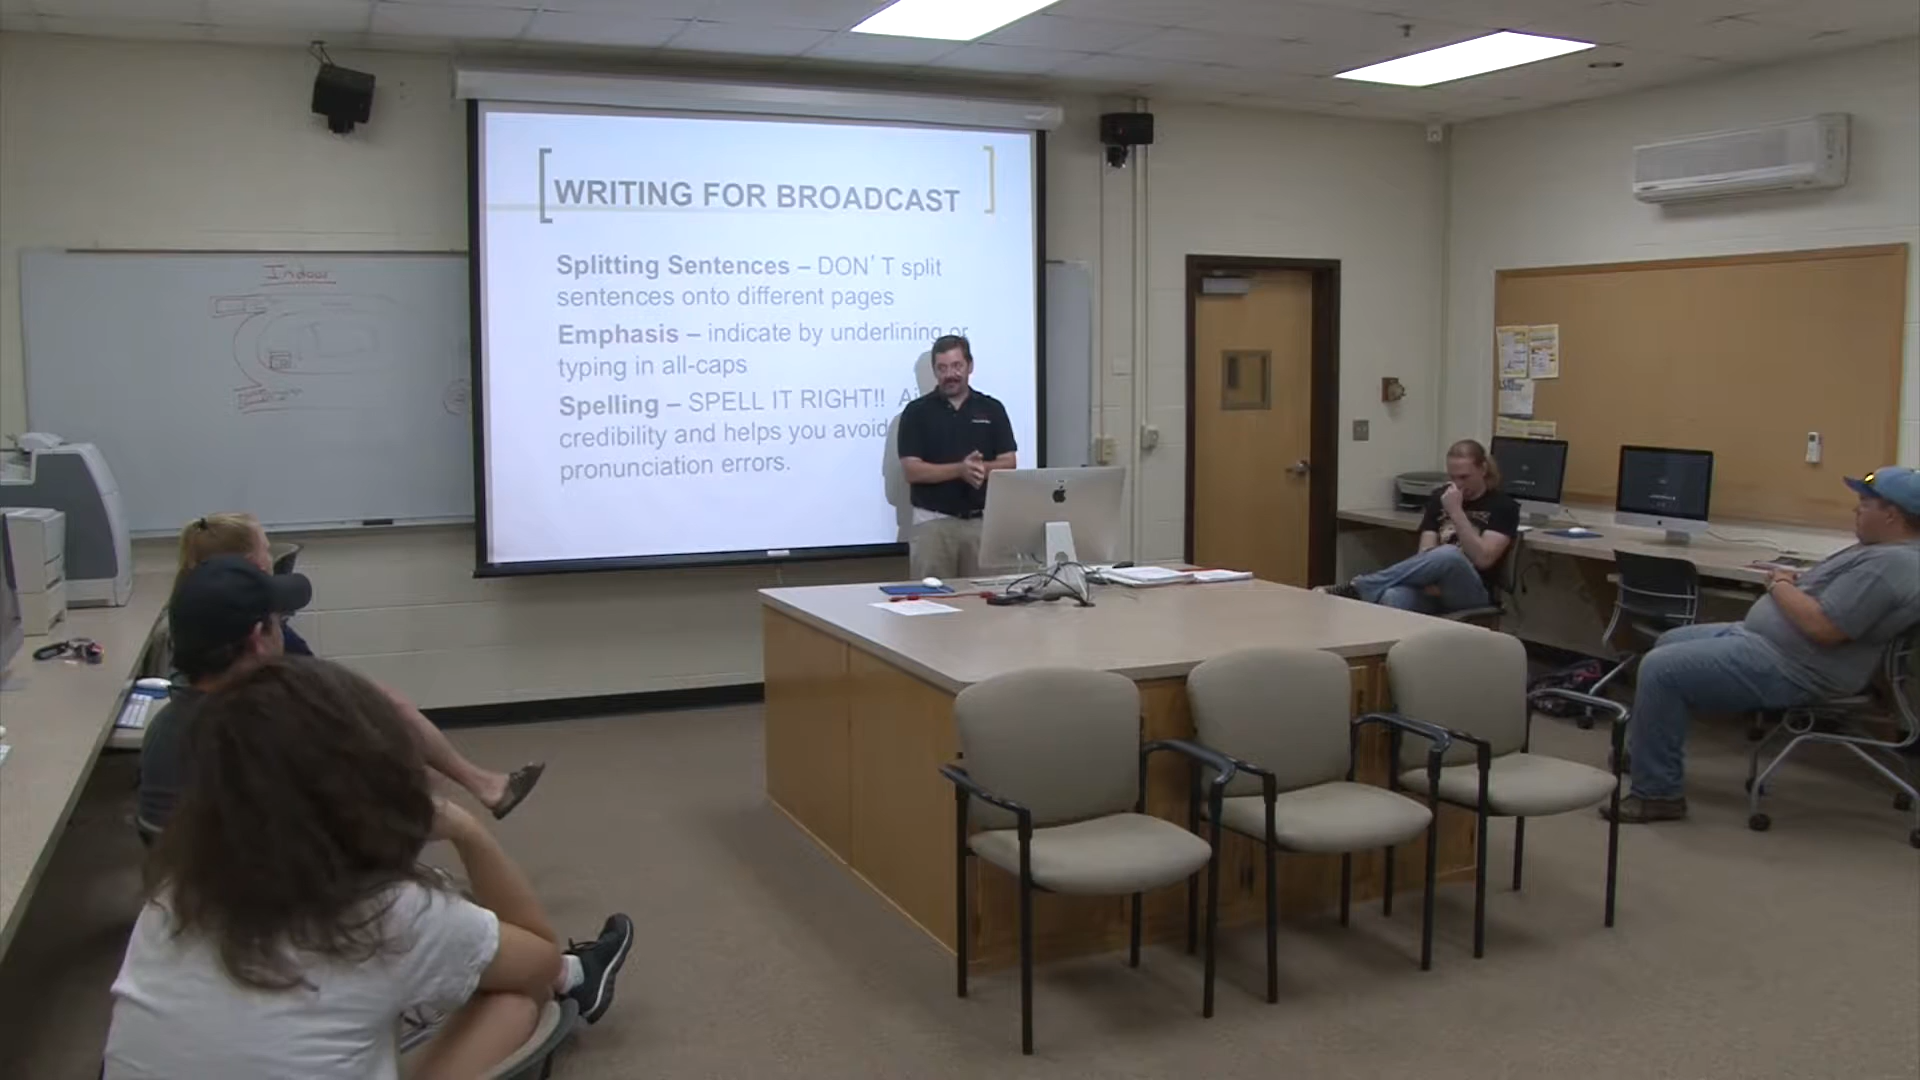 WRITING FOR BROADCAST
Splitting Sentences – DON'T split
sentences onto different pages
Emphasis – indicate by underlining or
typing in all-caps
Spelling – SPELL IT RIGHT!!
credibility and helps you avoid
pronunciation errors.
Indoor